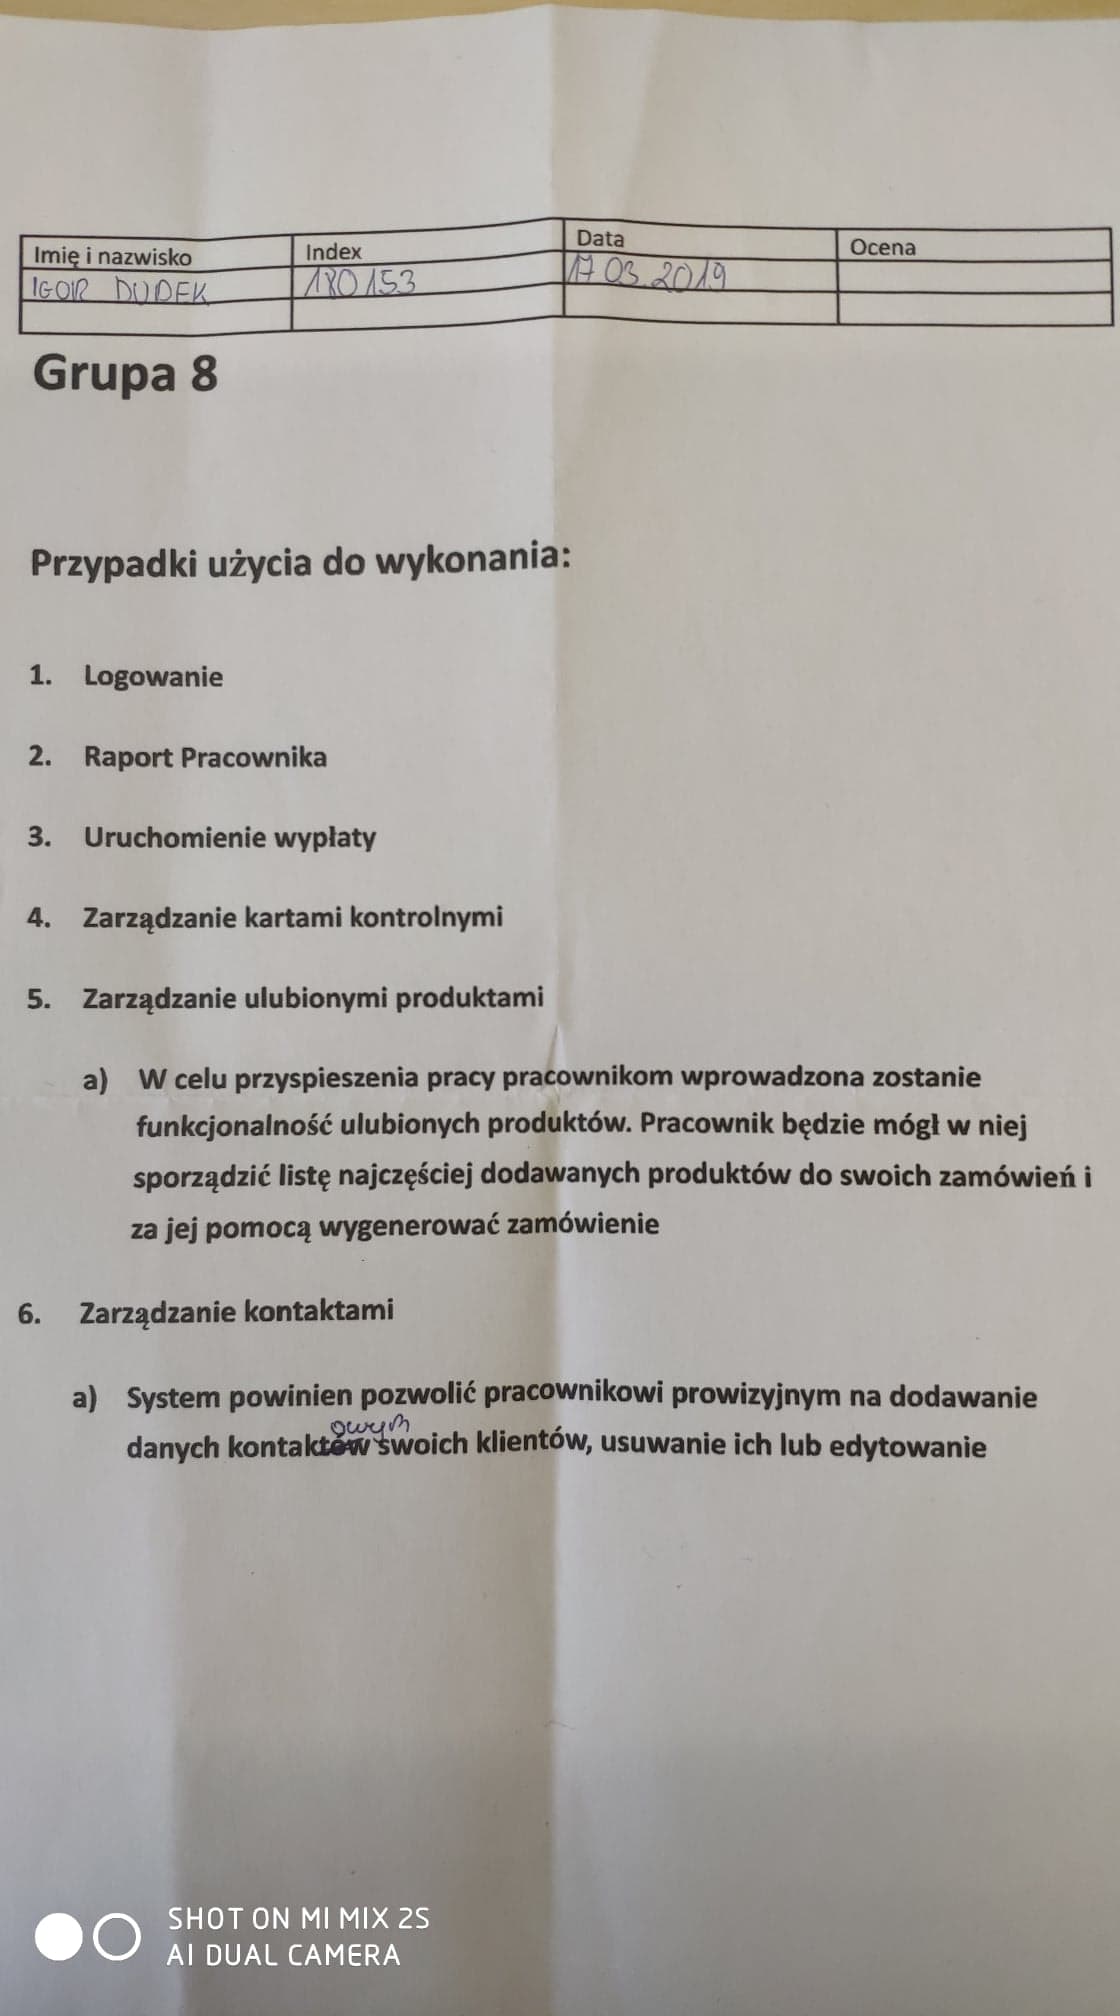 Imię i nazwisko Index Data Ocena
IGOR DUDEK 180153 17 03.2019
Grupa 8
Przypadki użycia do wykonania:
1. Logowanie
2. Raport Pracownika
3. Uruchomienie wypłaty
4. Zarządzanie kartami kontrolnymi
5. Zarządzanie ulubionymi produktami
a) W celu przyspieszenia pracy pracownikom wprowadzona zostanie
funkcjonalność ulubionych produktów. Pracownik będzie mógł w niej
sporządzić listę najczęściej dodawanych produktów do swoich zamówień i
za jej pomocą wygenerować zamówienie
6. Zarządzanie kontaktami
a) System powinien pozwolić pracownikowi prowizyjnym na dodawanie
owym
danych kontaktów swoich klientów, usuwanie ich lub edytowanie
SHOT ON MI MIX 2S
AI DUAL CAMERA